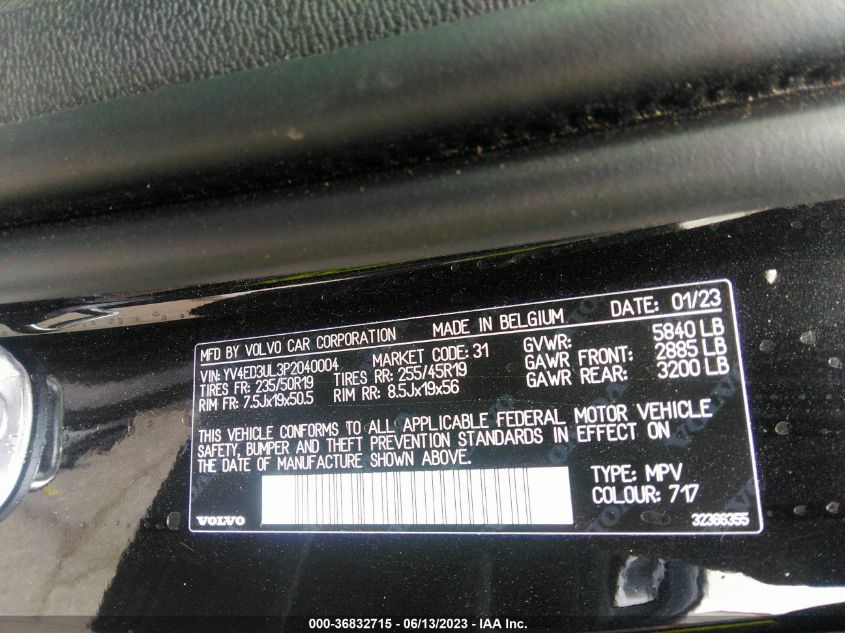 MFD BY VOLVO CAR CORPORATION MADE IN BELGIUM DATE: 01/23
VIN: YV4ED3UL3P2040004 MARKET CODE: 31 GVWR: 5840 LB
TIRES FR: 235/50R19 TIRES RR: 255/45R19 GAWR FRONT: 2885 LB
RIM FR: 7.5Jx19x50.5 RIM RR: 8.5Jx19x56 GAWR REAR: 3200 LB
THIS VEHICLE CONFORMS TO ALL APPLICABLE FEDERAL MOTOR VEHICLE
SAFETY, BUMPER AND THEFT PREVENTION STANDARDS IN EFFECT ON
THE DATE OF MANUFACTURE SHOWN ABOVE.
TYPE: MPV
COLOUR: 717
VOLVO 32366355
000-36832715 - 06/13/2023 - IAA Inc.